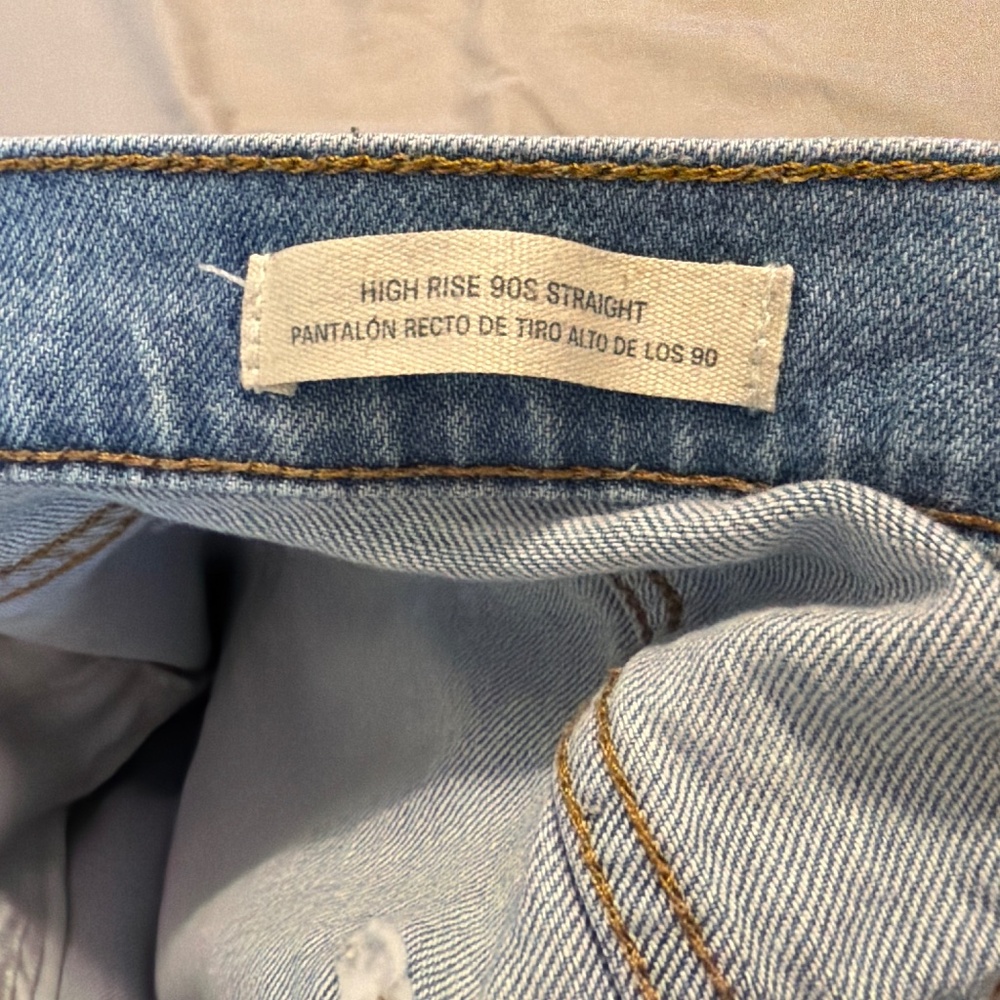 HIGH RISE 90S STRAIGHT
PANTALÓN RECTO DE TIRO ALTO DE LOS 90